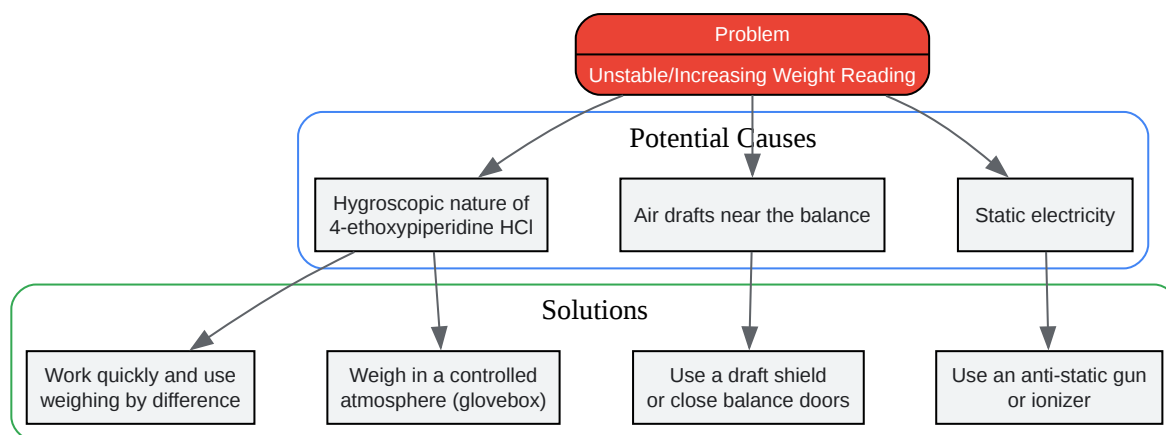 Problem
Unstable/Increasing Weight Reading
Potential Causes
Hygroscopic nature of
4-ethoxypiperidine HCl
Air drafts near the balance
Static electricity
Solutions
Work quickly and use
weighing by difference
Weigh in a controlled
atmosphere (glovebox)
Use a draft shield
or close balance doors
Use an anti-static gun
or ionizer